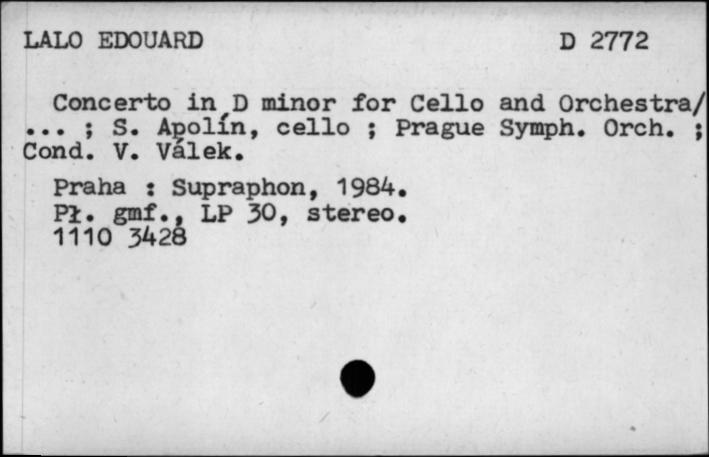 LALO EDOUARD D 2772
Concerto in D minor for Cello and Orchestra/
... ; S. Apolín, cello ; Prague Symph. Orch. ;
Cond. V. Válek.
Praha : Supraphon, 1984.
Pł. gmf., LP 30, stereo.
1110 3428